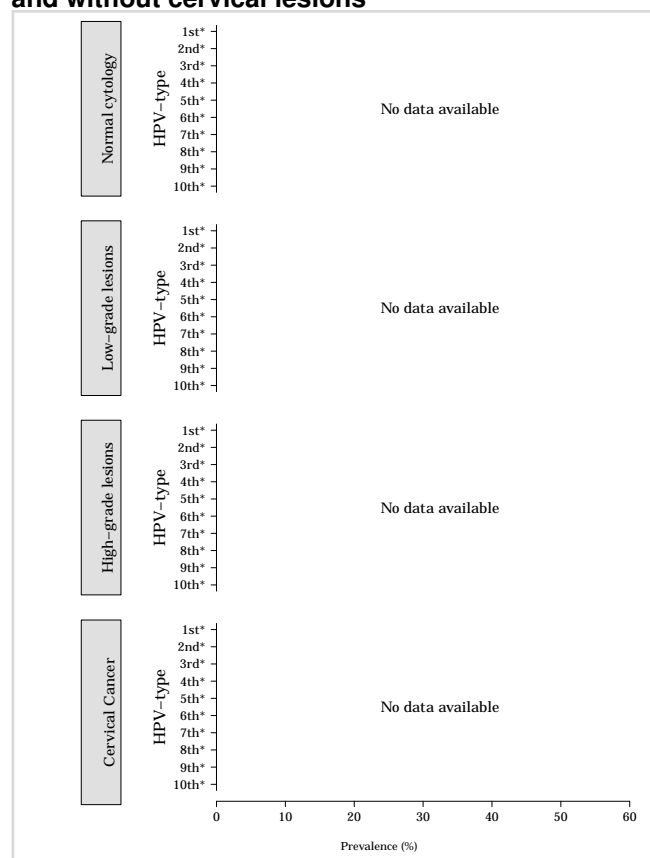 and without cervical lesions
Normal cytology
HPV−type
1st*
2nd*
3rd*
4th*
5th*
6th*
7th*
8th*
9th*
10th*
No data available
Low−grade lesions
HPV−type
1st*
2nd*
3rd*
4th*
5th*
6th*
7th*
8th*
9th*
10th*
No data available
High−grade lesions
HPV−type
1st*
2nd*
3rd*
4th*
5th*
6th*
7th*
8th*
9th*
10th*
No data available
Cervical Cancer
HPV−type
1st*
2nd*
3rd*
4th*
5th*
6th*
7th*
8th*
9th*
10th*
No data available
0 10 20 30 40 50 60
Prevalence (%)